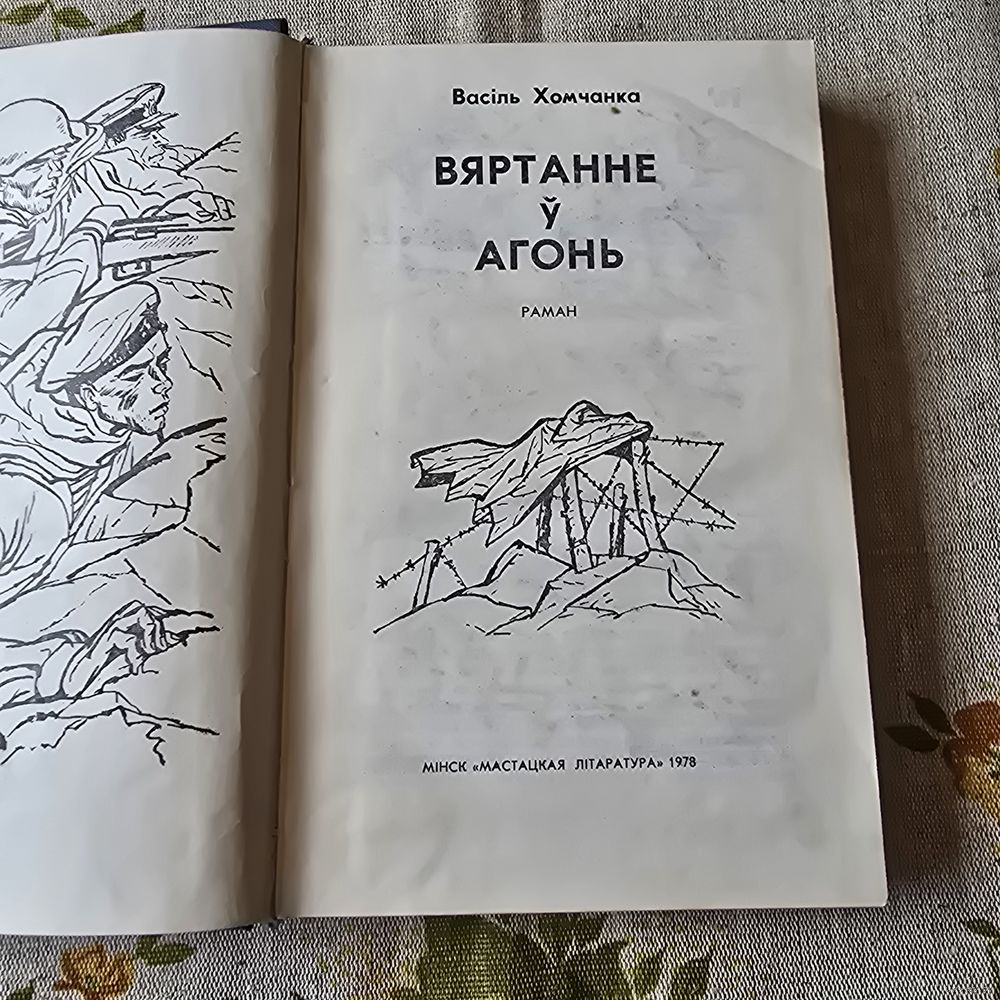 Васіль Хомчанка
ВЯРТАННЕ
Ў
АГОНЬ
РАМАН
МІНСК «МАСТАЦКАЯ ЛІТАРАТУРА» 1978